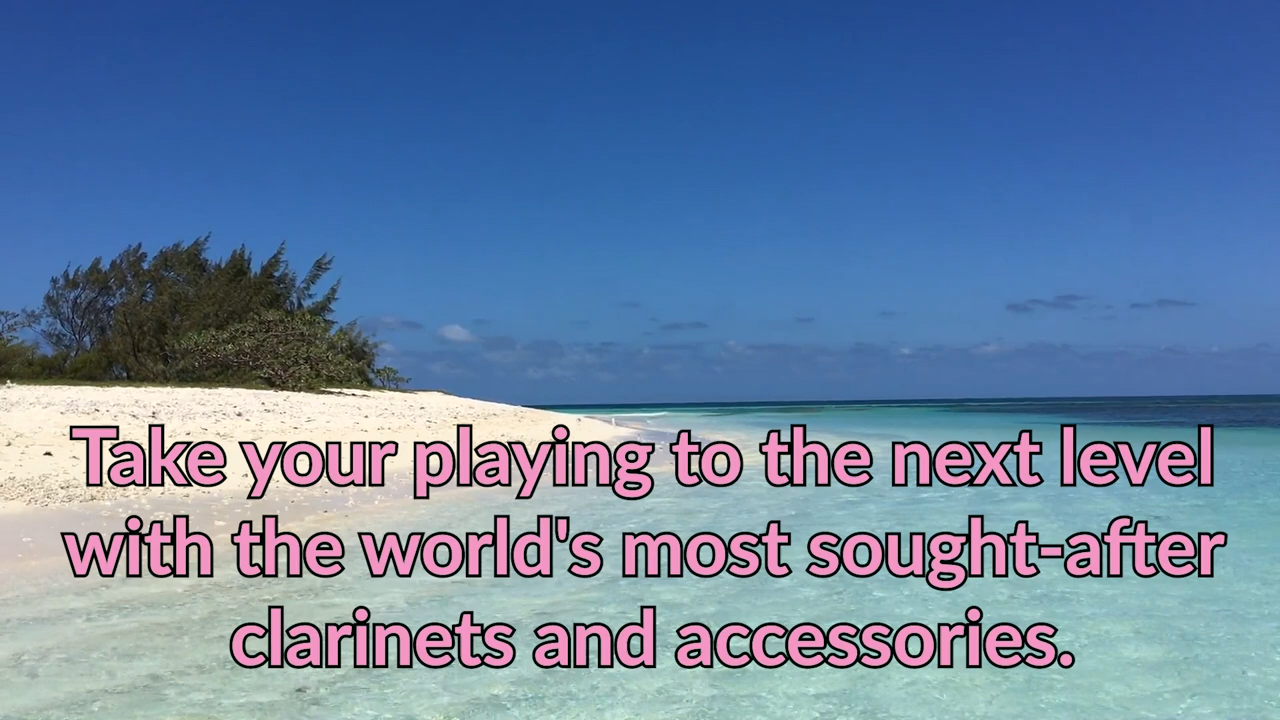 Take your playing to the next level
with the world's most sought-after
clarinets and accessories.